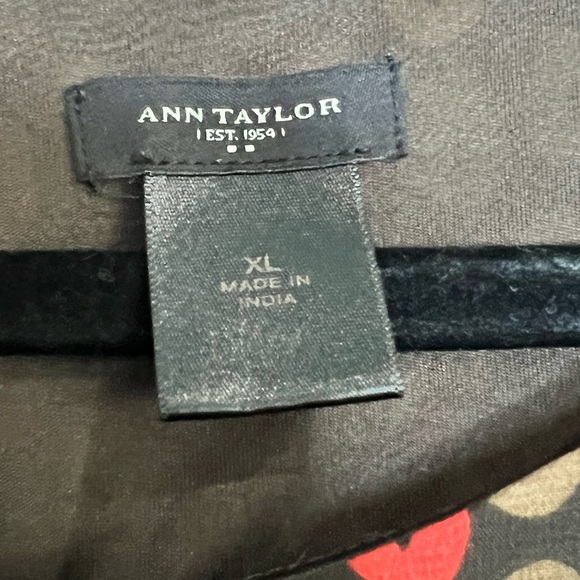 ANN TAYLOR
EST. 1954
XL
MADE IN
INDIA